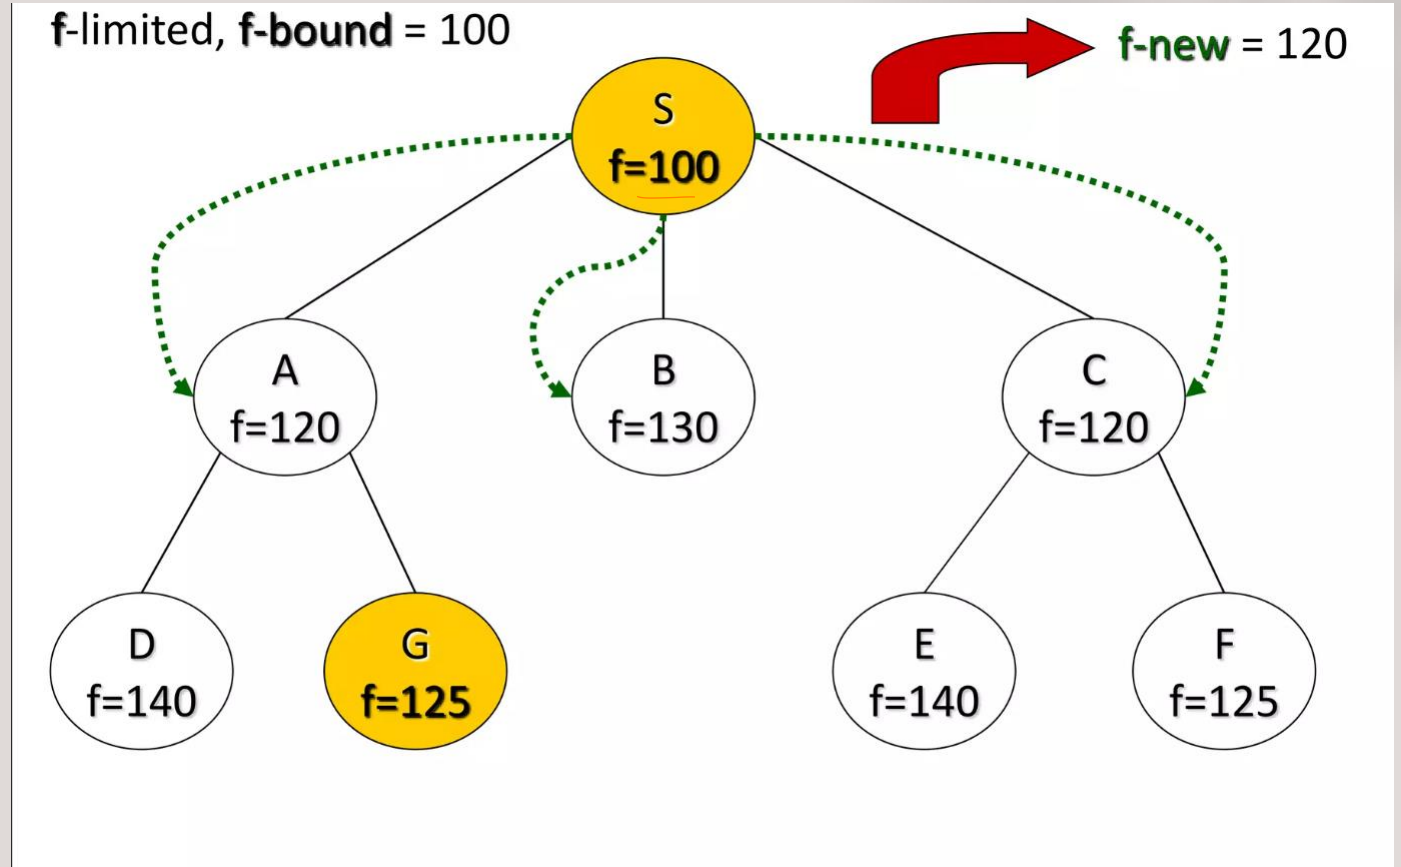 f-limited, f-bound = 100
f-new = 120
S
f=100
A
f=120
B
f=130
C
f=120
D
f=140
G
f=125
E
f=140
F
f=125